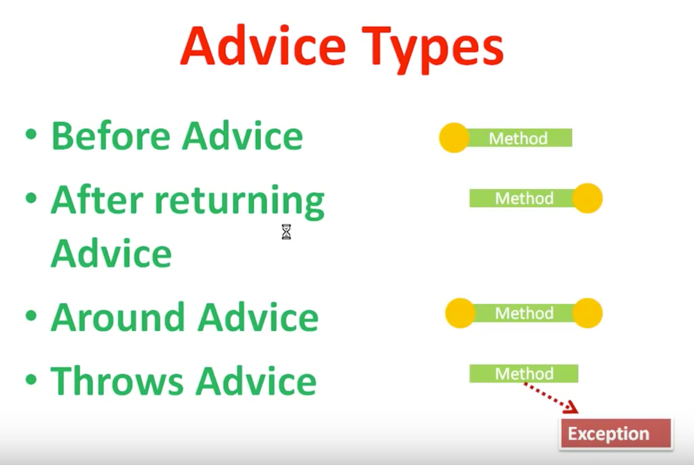 Advice Types
• Before Advice
Method
• After returning
Advice
Method
• Around Advice
Method
• Throws Advice
Method
Exception